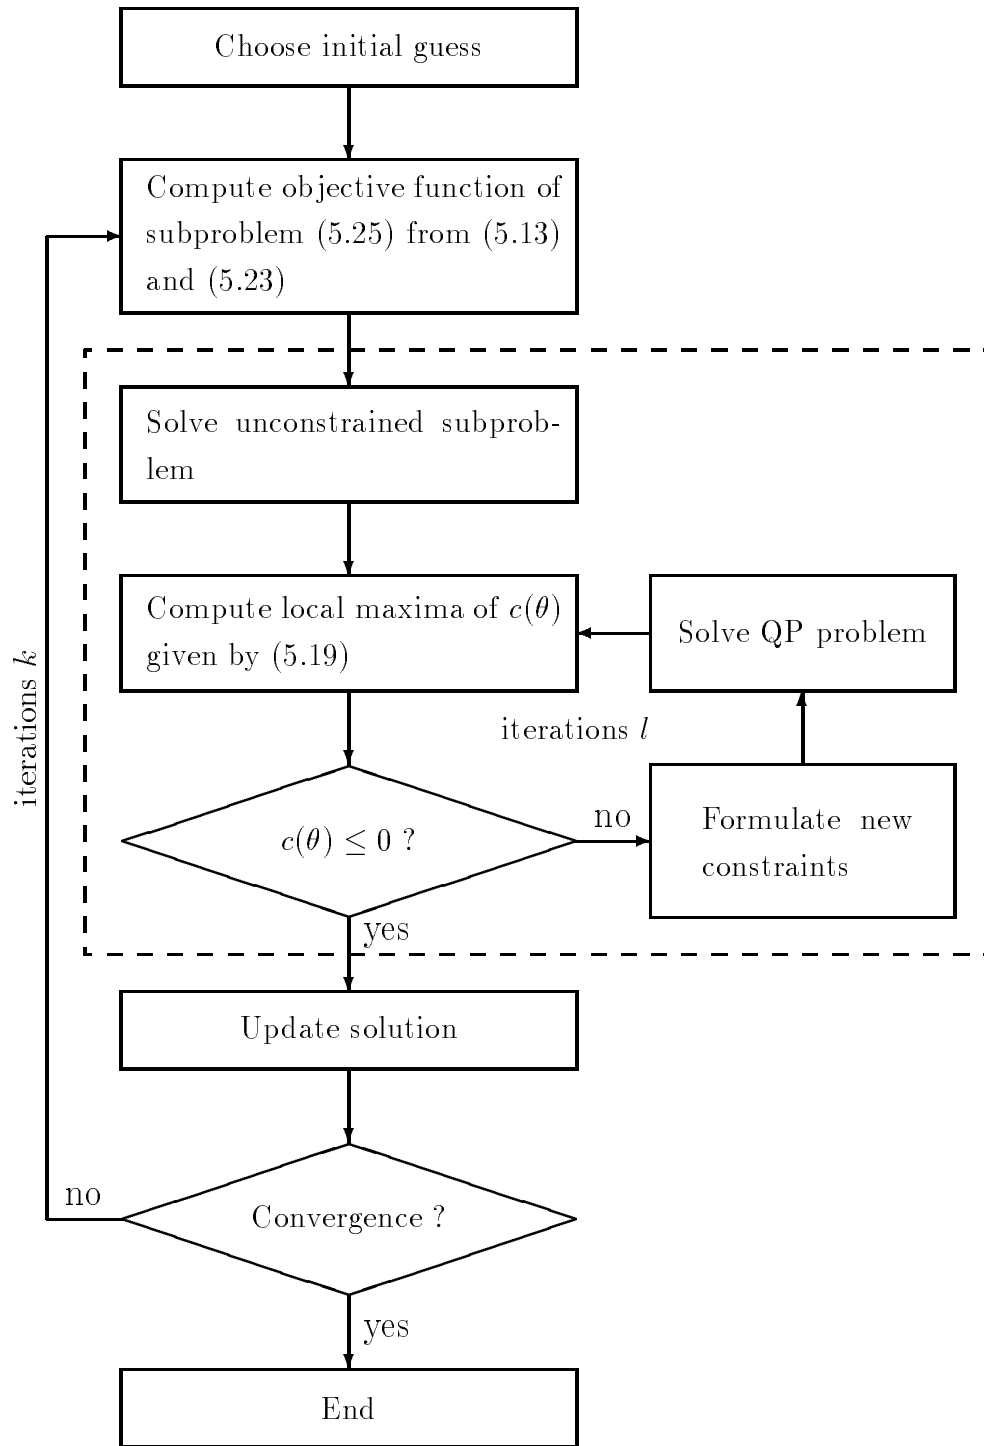 Choose initial guess
Compute objective function of
subproblem (5.25) from (5.13)
and (5.23)
Solve unconstrained subprob-
lem
Compute local maxima of c(θ)
given by (5.19)
Solve QP problem
iterations k
iterations l
c(θ) ≤ 0 ?
no
Formulate new
constraints
yes
Update solution
no
Convergence ?
yes
End